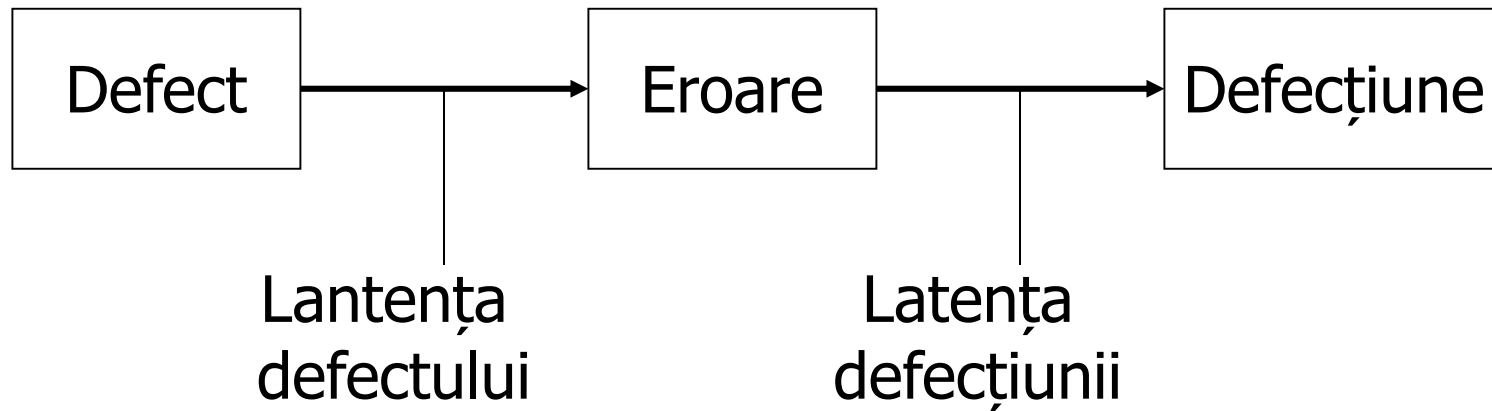 Defect
Eroare
Defecțiune
Lantența
defectului
Latența
defecțiunii